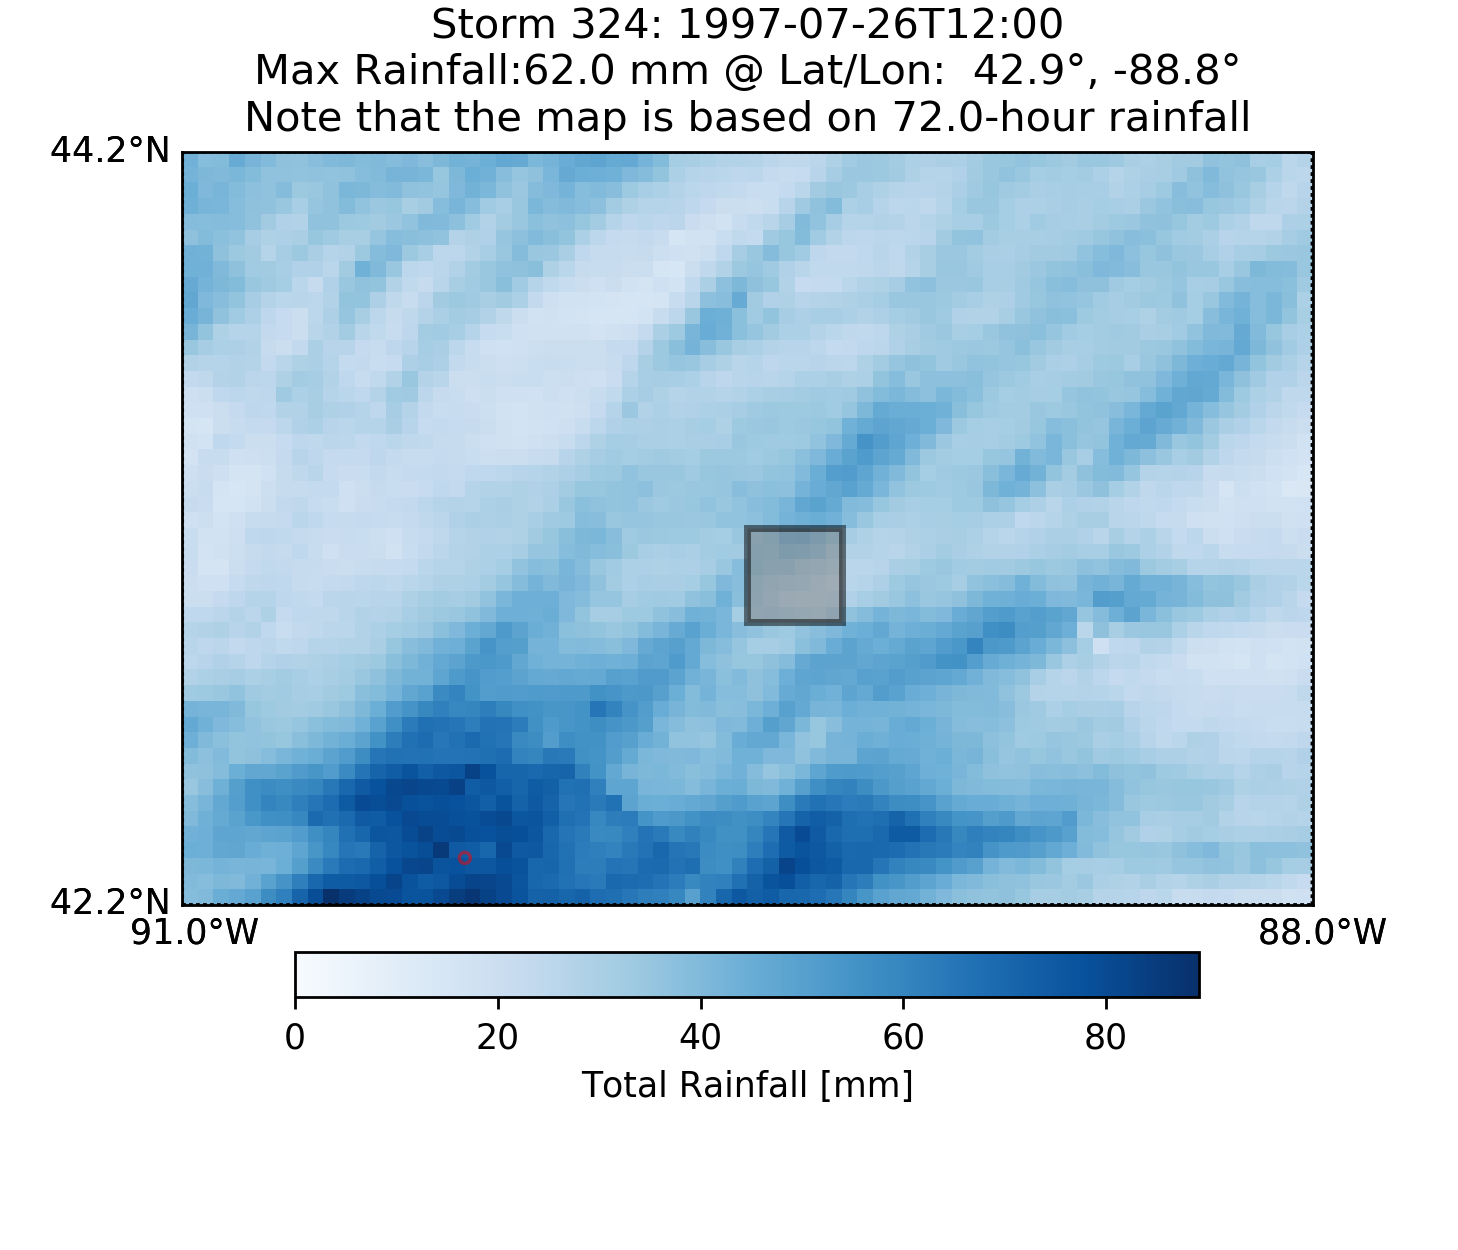 Storm 324: 1997-07-26T12:00
Max Rainfall:62.0 mm @ Lat/Lon:  42.9°, -88.8°
Note that the map is based on 72.0-hour rainfall
44.2°N
42.2°N
91.0°W
88.0°W
0
20
40
60
80
Total Rainfall [mm]